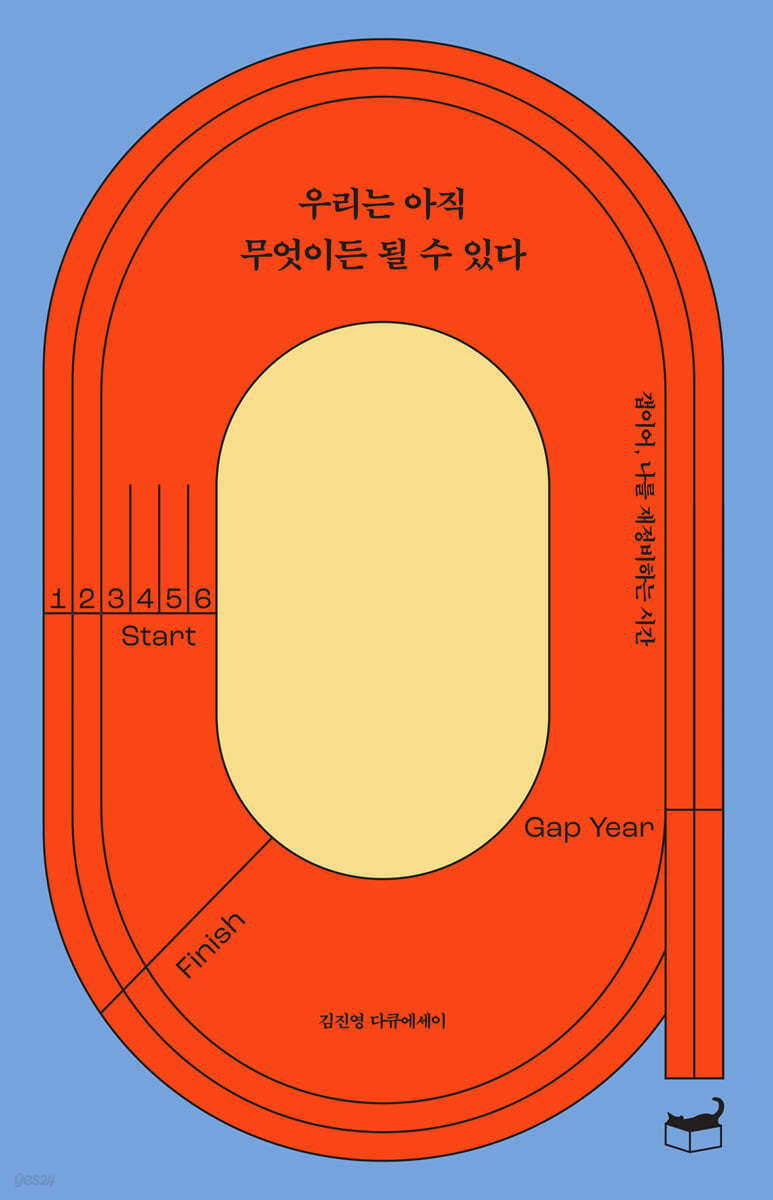 우리는 아직
무엇이든 될 수 있다
갭이어, 나를 재정비하는 시간
1 2 3 4 5 6
Start
Gap Year
Finish
김진영 다큐에세이
yes24